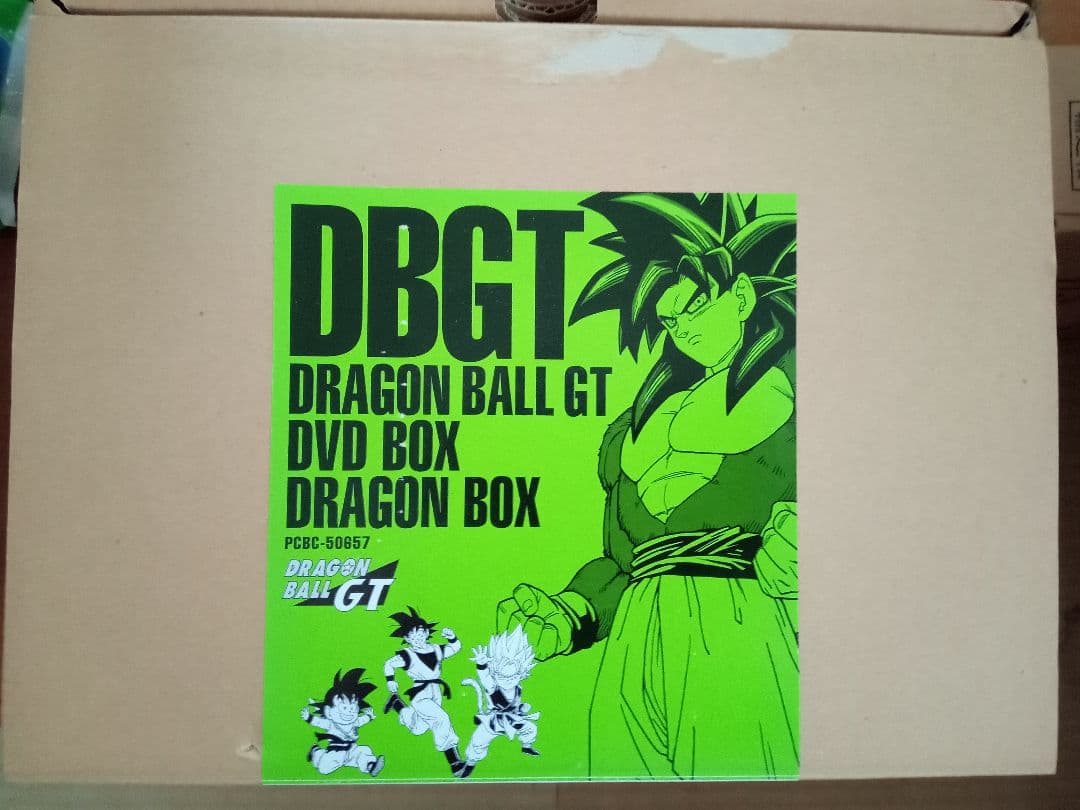 DBGT
DRAGON BALL GT
DVD BOX
DRAGON BOX
PCBC-50657
DRAGON
BALL GT